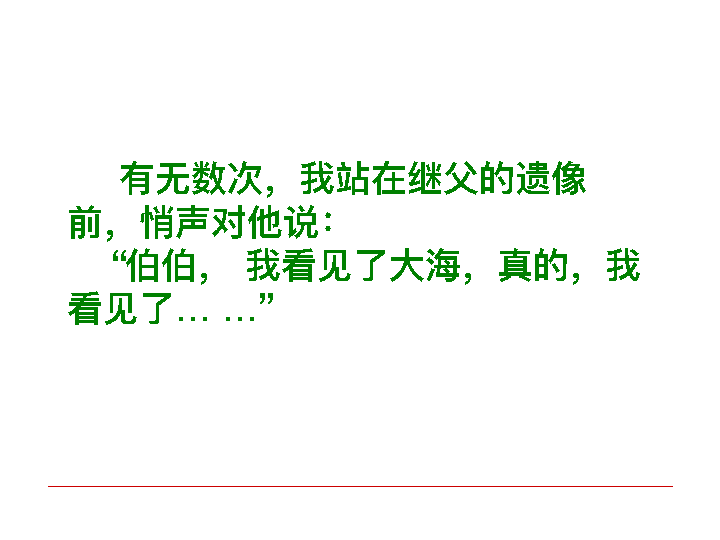 有无数次，我站在继父的遗像
前，悄声对他说：
“伯伯， 我看见了大海，真的，我
看见了… …”